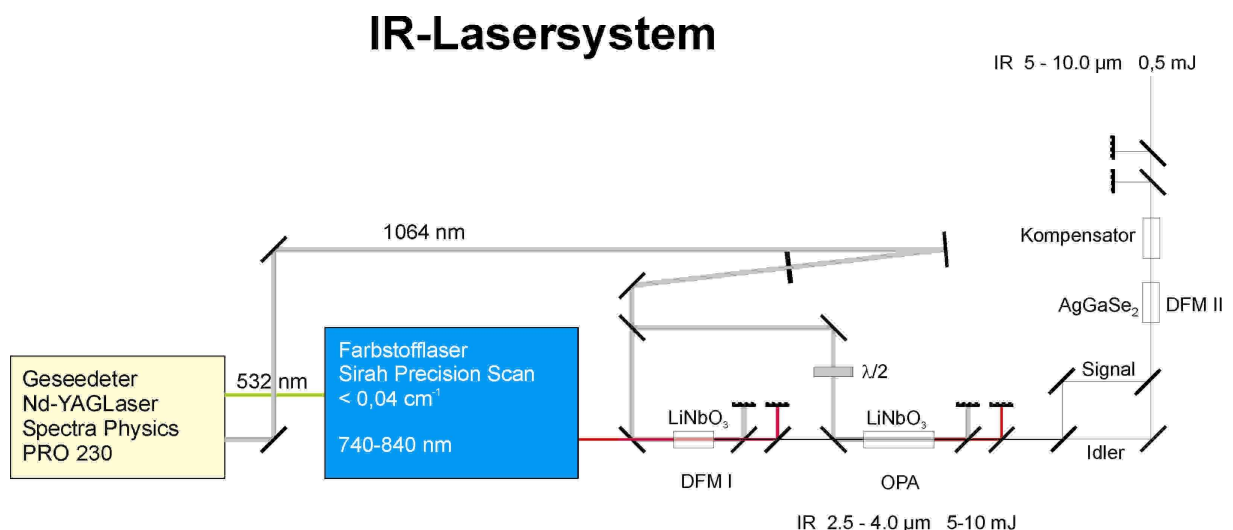 IR-Lasersystem
IR 5 - 10.0 µm 0,5 mJ
1064 nm
Kompensator
AgGaSe₂ DFM II
Geseedeter
Nd-YAGLaser
Spectra Physics
PRO 230
532 nm
Farbstofflaser
Sirah Precision Scan
< 0,04 cm⁻¹
740-840 nm
λ/2
Signal
LiNbO₃
LiNbO₃
Idler
DFM I
OPA
IR 2.5 - 4.0 µm 5-10 mJ